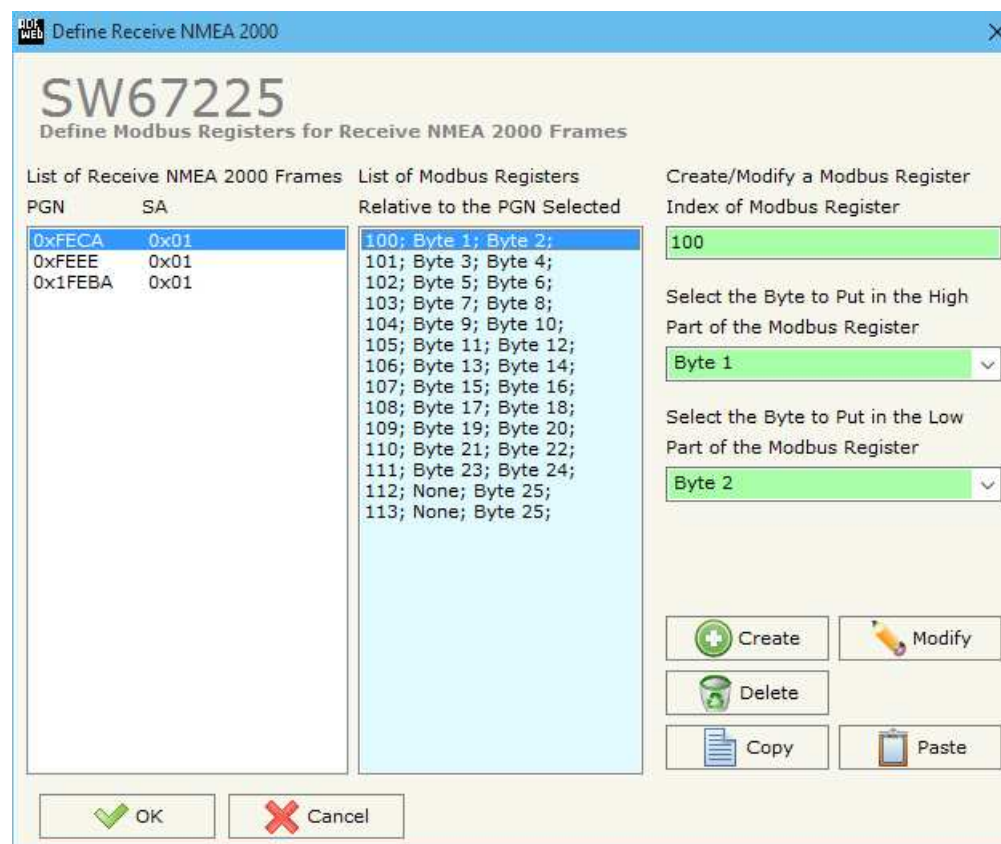 ADF
WEB
Define Receive NMEA 2000
SW67225
Define Modbus Registers for Receive NMEA 2000 Frames
List of Receive NMEA 2000 Frames
PGN SA
0xFECA 0x01
0xFEEE 0x01
0x1FEBA 0x01
List of Modbus Registers
Relative to the PGN Selected
100; Byte 1; Byte 2;
101; Byte 3; Byte 4;
102; Byte 5; Byte 6;
103; Byte 7; Byte 8;
104; Byte 9; Byte 10;
105; Byte 11; Byte 12;
106; Byte 13; Byte 14;
107; Byte 15; Byte 16;
108; Byte 17; Byte 18;
109; Byte 19; Byte 20;
110; Byte 21; Byte 22;
111; Byte 23; Byte 24;
112; None; Byte 25;
113; None; Byte 25;
Create/Modify a Modbus Register
Index of Modbus Register
100
Select the Byte to Put in the High
Part of the Modbus Register
Byte 1
Select the Byte to Put in the Low
Part of the Modbus Register
Byte 2
Create
Modify
Delete
Copy
Paste
OK
Cancel